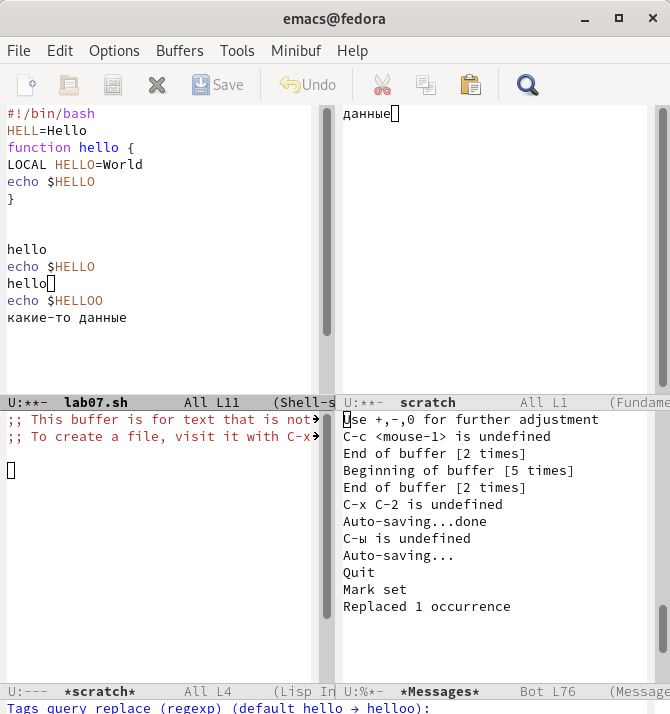 emacs@fedora
File Edit Options Buffers Tools Minibuf Help
Save Undo
#!/bin/bash
HELL=Hello
function hello {
LOCAL HELLO=World
echo $HELLO
}
hello
echo $HELLO
hello
echo $HELLOO
какие-то данные
U:**- lab07.sh All L11 (Shell-s
данные
U:**- scratch All L1 (Fundame
;; This buffer is for text that is not
;; To create a file, visit it with C-x
U:--- *scratch* All L4 (Lisp In
Use +,-,0 for further adjustment
C-c <mouse-1> is undefined
End of buffer [2 times]
Beginning of buffer [5 times]
End of buffer [2 times]
C-x C-2 is undefined
Auto-saving...done
C-ы is undefined
Auto-saving...
Quit
Mark set
Replaced 1 occurrence
U:%*- *Messages* Bot L76 (Message
Tags query replace (regexp) (default hello → helloo):